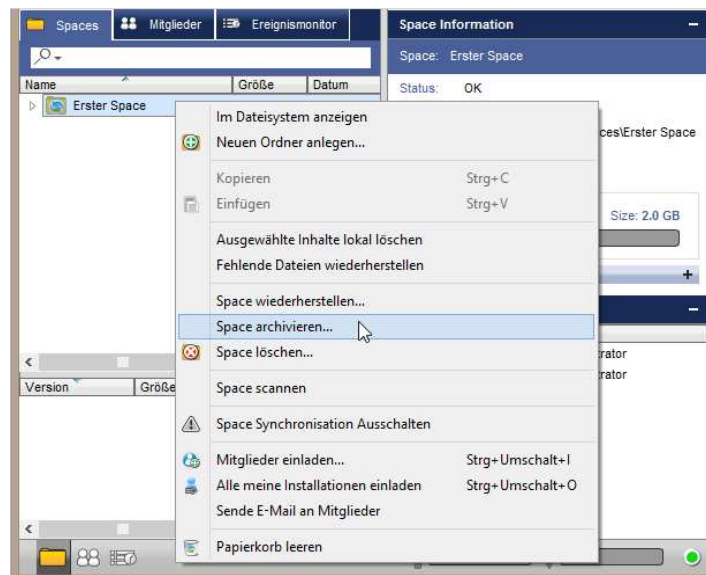 Spaces
Mitglieder
Ereignismonitor
Space Information
Space: Erster Space
Name
Größe
Datum
Status: OK
Erster Space
ces\Erster Space
Size: 2.0 GB
Im Dateisystem anzeigen
Neuen Ordner anlegen...
Kopieren Strg+C
Einfügen Strg+V
Ausgewählte Inhalte lokal löschen
Fehlende Dateien wiederherstellen
Space wiederherstellen...
Space archivieren...
Space löschen...
Space scannen
Space Synchronisation Ausschalten
Mitglieder einladen... Strg+Umschalt+I
Alle meine Installationen einladen Strg+Umschalt+O
Sende E-Mail an Mitglieder
Papierkorb leeren
trator
trator
Version
Größe